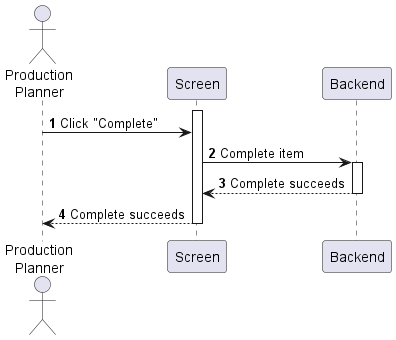 Production
Planner
Screen
Backend
1 Click "Complete"
2 Complete item
3 Complete succeeds
4 Complete succeeds
Production
Planner
Screen
Backend